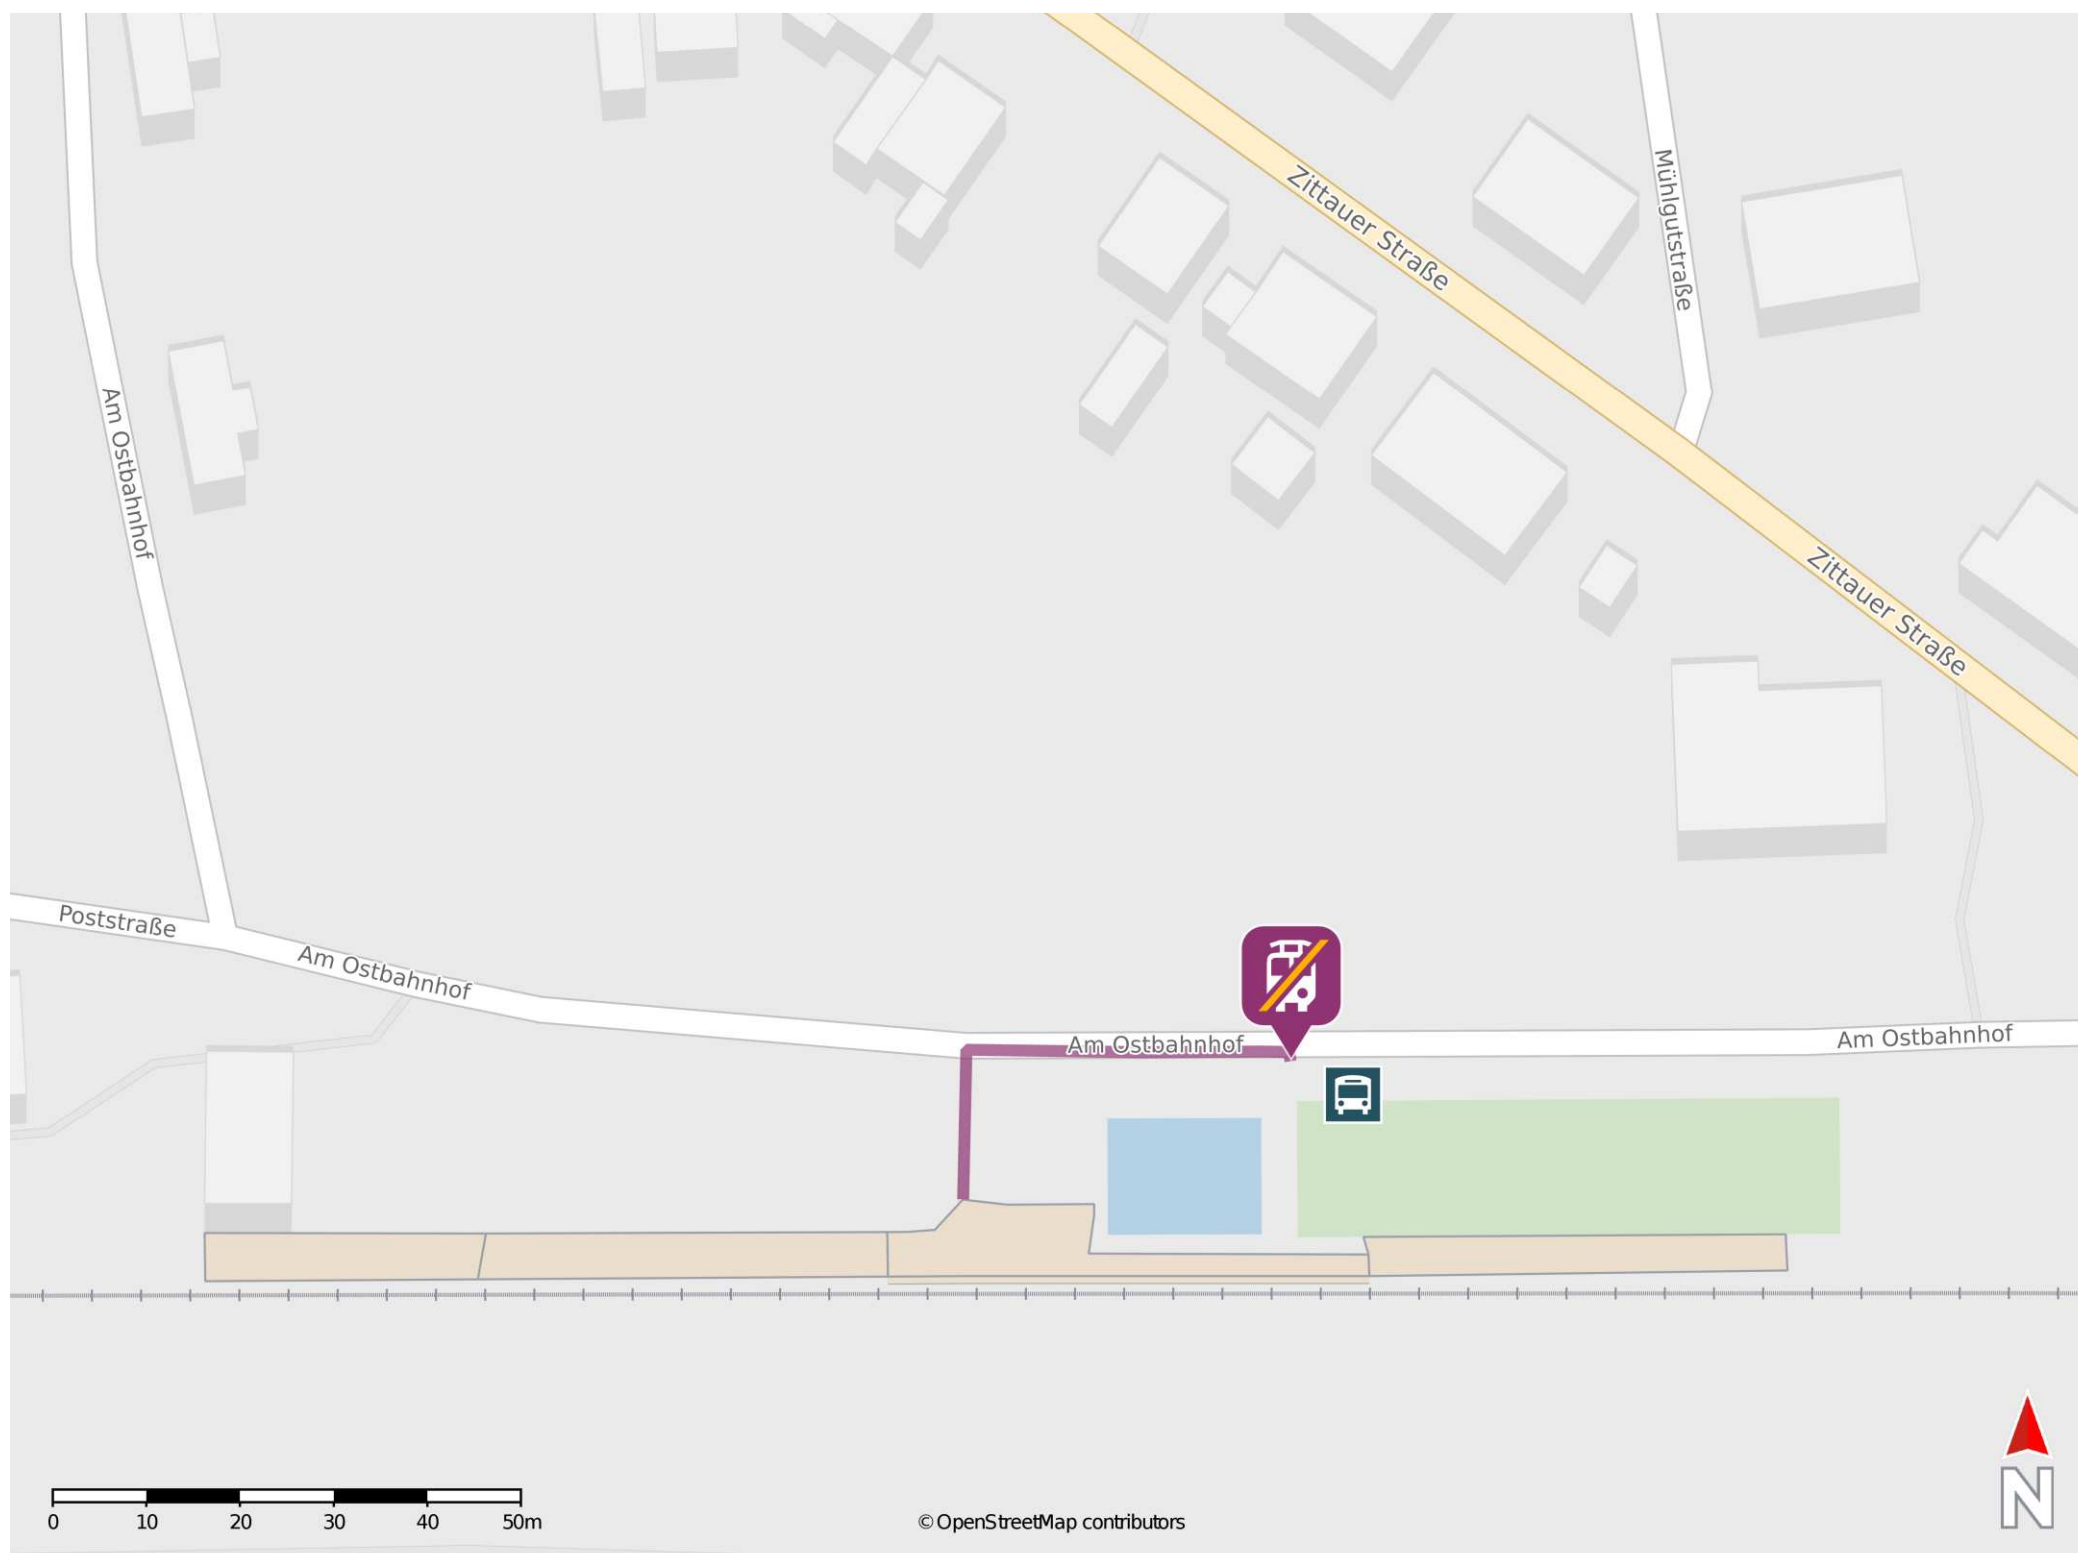 Zittauer Straße
Mühlgutstraße
Am Ostbahnhof
Zittauer Straße
Poststraße
Am Ostbahnhof
Am Ostbahnhof
Am Ostbahnhof
N
0 10 20 30 40 50m
© OpenStreetMap contributors